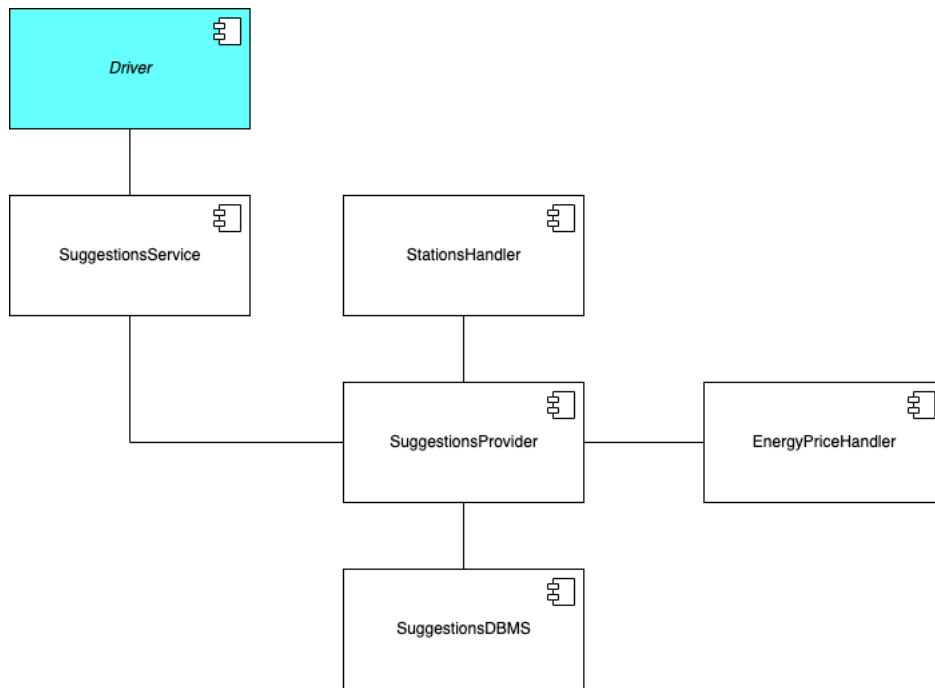 Driver
SuggestionsService
StationsHandler
SuggestionsProvider
EnergyPriceHandler
SuggestionsDBMS